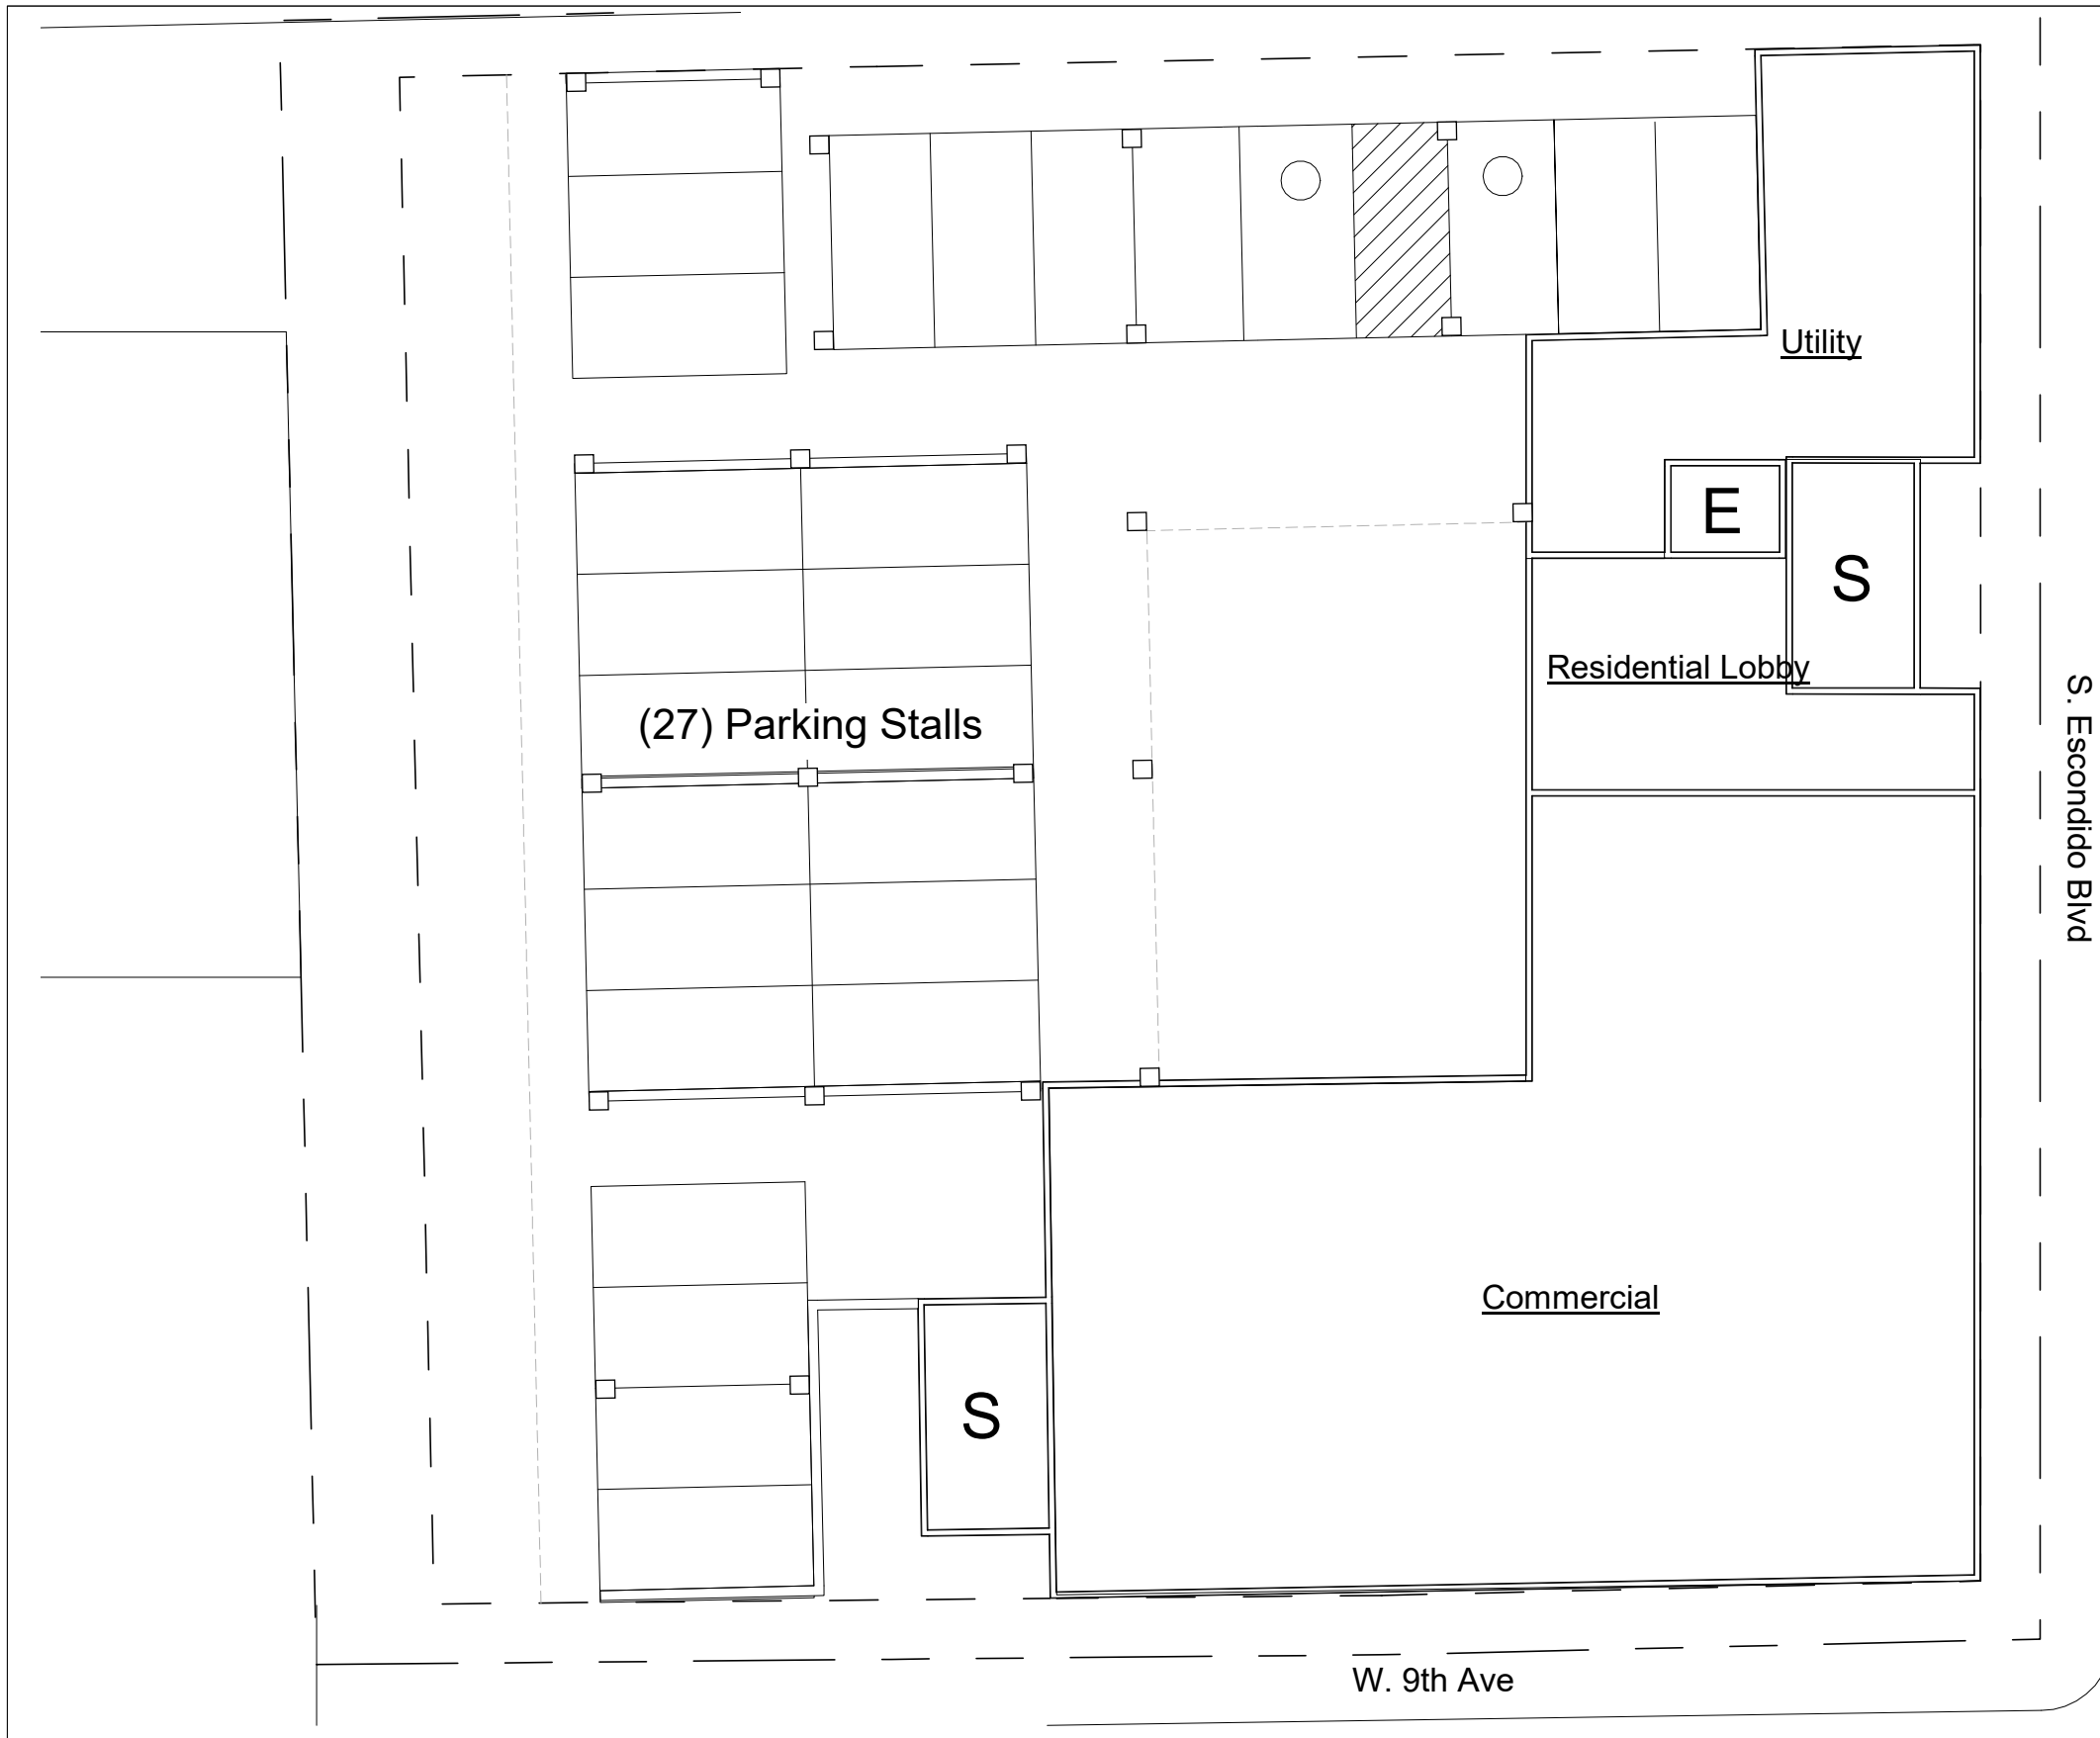 Utility
E
S
Residential Lobby
(27) Parking Stalls
S. Escondido Blvd
Commercial
S
W. 9th Ave